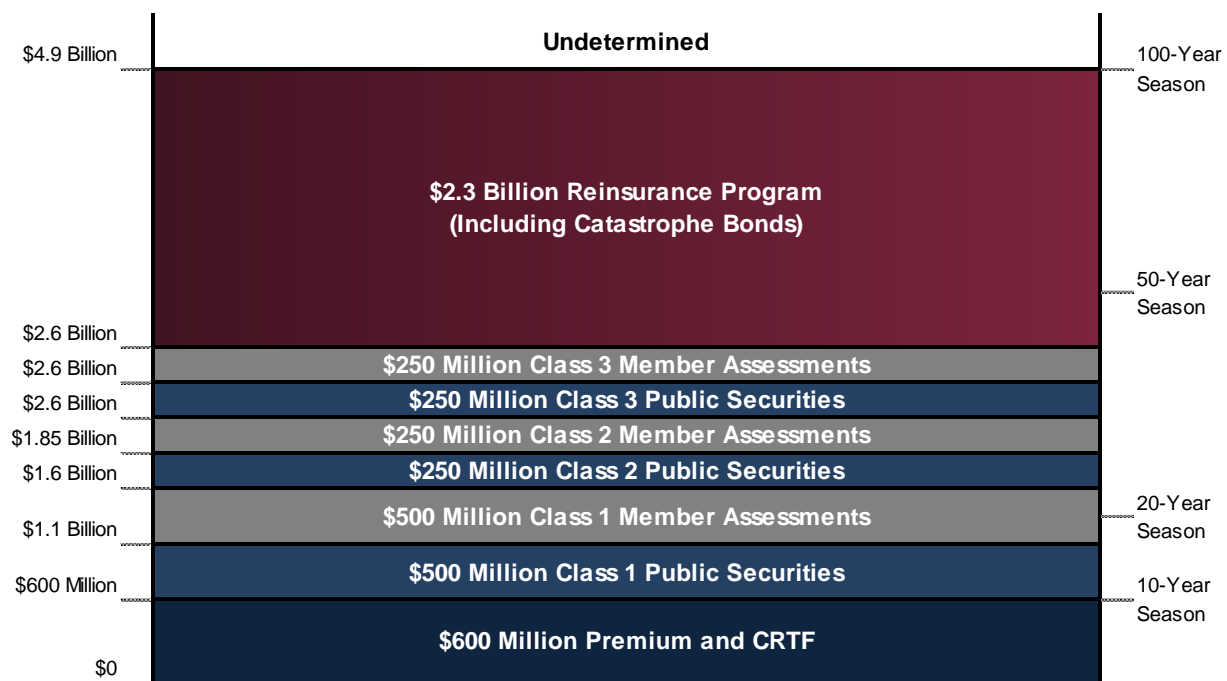 Undetermined
$4.9 Billion
100-Year
Season
$2.3 Billion Reinsurance Program
(Including Catastrophe Bonds)
50-Year
Season
$2.6 Billion
$2.6 Billion
$250 Million Class 3 Member Assessments
$2.6 Billion
$250 Million Class 3 Public Securities
$1.85 Billion
$250 Million Class 2 Member Assessments
$1.6 Billion
$250 Million Class 2 Public Securities
$500 Million Class 1 Member Assessments
20-Year
Season
$1.1 Billion
$500 Million Class 1 Public Securities
$600 Million
10-Year
Season
$600 Million Premium and CRTF
$0